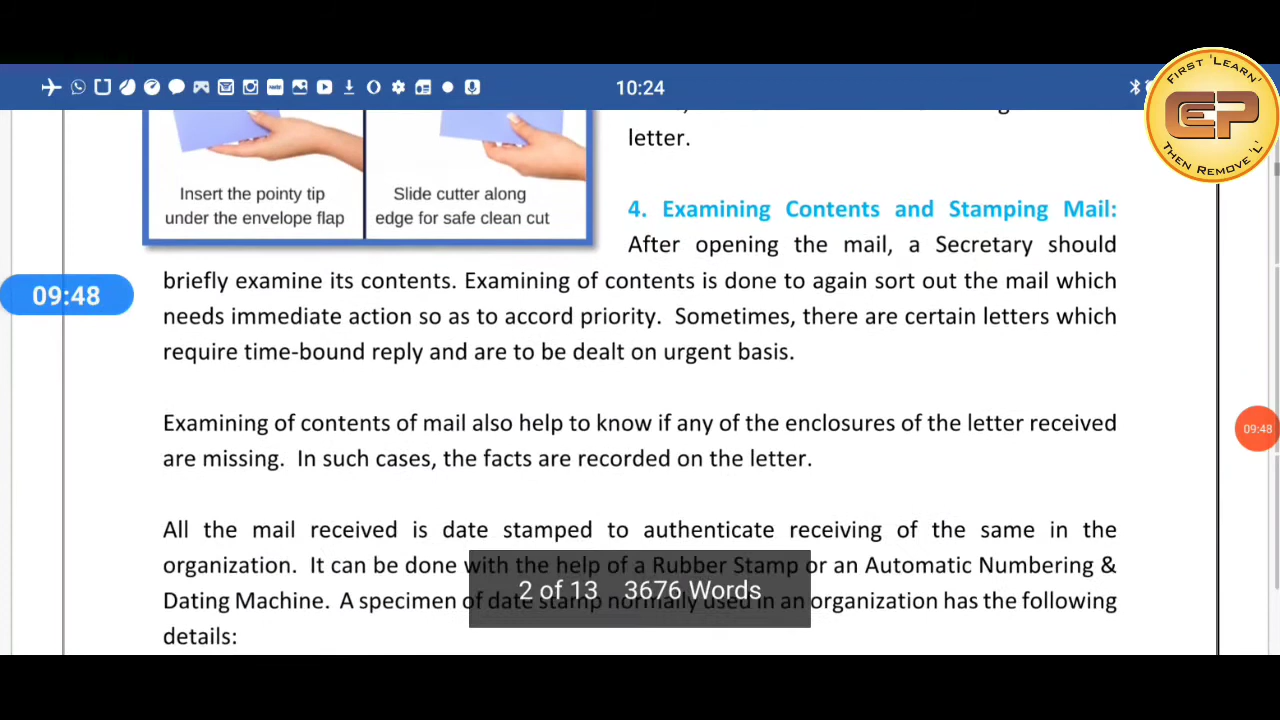 10:24
FIRST 'LEARN'
EP
THEN REMOVE 'L'
letter.
Insert the pointy tip
under the envelope flap
Slide cutter along
edge for safe clean cut
4. Examining Contents and Stamping Mail:
After opening the mail, a Secretary should
09:48
briefly examine its contents. Examining of contents is done to again sort out the mail which
needs immediate action so as to accord priority. Sometimes, there are certain letters which
require time-bound reply and are to be dealt on urgent basis.
Examining of contents of mail also help to know if any of the enclosures of the letter received
09:48
are missing. In such cases, the facts are recorded on the letter.
All the mail received is date stamped to authenticate receiving of the same in the
organization. It can be done with the help of a Rubber Stamp or an Automatic Numbering &
2 of 13 3676 Words
Dating Machine. A specimen of date stamp normally used in an organization has the following
details: